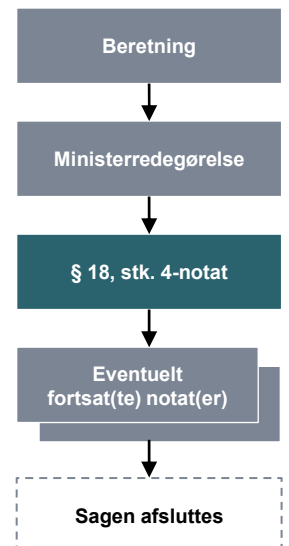 Beretning
Ministerredegørelse
§ 18, stk. 4-notat
Eventuelt
fortsat(te) notat(er)
Sagen afsluttes